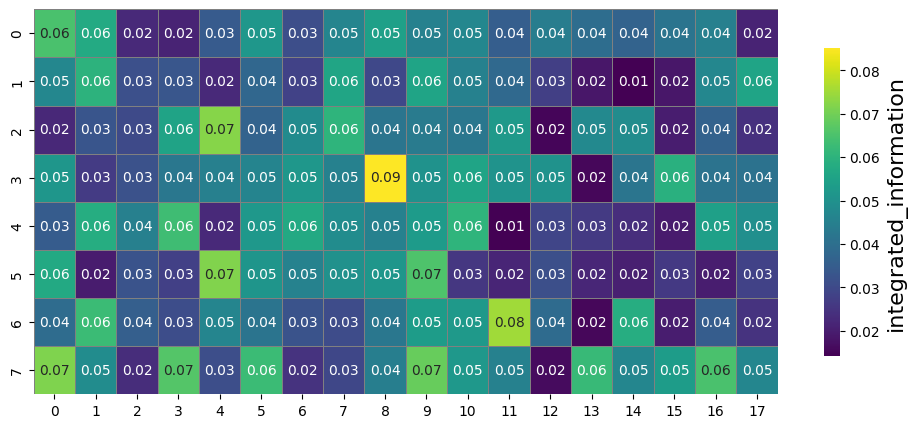 0 0.06 0.06 0.02 0.02 0.03 0.05 0.03 0.05 0.05 0.05 0.05 0.04 0.04 0.04 0.04 0.04 0.04 0.02
1 0.05 0.06 0.03 0.03 0.02 0.04 0.03 0.06 0.03 0.06 0.05 0.04 0.03 0.02 0.01 0.02 0.05 0.06
2 0.02 0.03 0.03 0.06 0.07 0.04 0.05 0.06 0.04 0.04 0.04 0.05 0.02 0.05 0.05 0.02 0.04 0.02
3 0.05 0.03 0.03 0.04 0.04 0.05 0.05 0.05 0.09 0.05 0.06 0.05 0.05 0.02 0.04 0.06 0.04 0.04
4 0.03 0.06 0.04 0.06 0.02 0.05 0.06 0.05 0.05 0.05 0.06 0.01 0.03 0.03 0.02 0.02 0.05 0.05
5 0.06 0.02 0.03 0.03 0.07 0.05 0.05 0.05 0.05 0.07 0.03 0.02 0.03 0.02 0.02 0.03 0.02 0.03
6 0.04 0.06 0.04 0.03 0.05 0.04 0.03 0.03 0.04 0.05 0.05 0.08 0.04 0.02 0.06 0.02 0.04 0.02
7 0.07 0.05 0.02 0.07 0.03 0.06 0.02 0.03 0.04 0.07 0.05 0.05 0.02 0.06 0.05 0.05 0.06 0.05
0 1 2 3 4 5 6 7 8 9 10 11 12 13 14 15 16 17
0.08
0.07
0.06
0.05
0.04
0.03
0.02
integrated_information